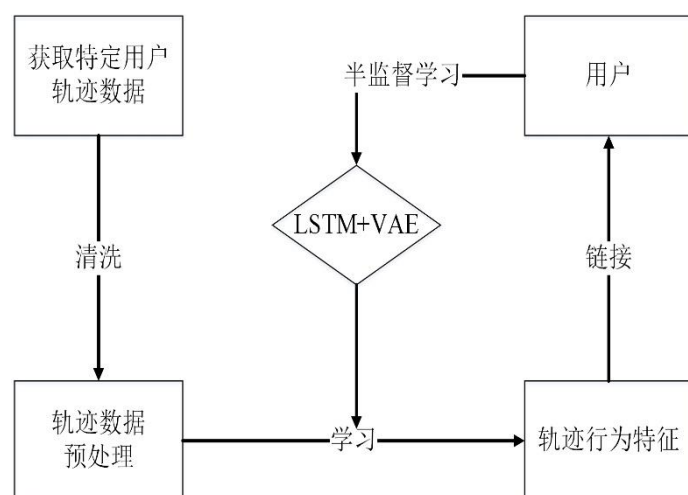 获取特定用户
轨迹数据
半监督学习
用户
LSTM+VAE
清洗
链接
轨迹数据
预处理
学习
轨迹行为特征